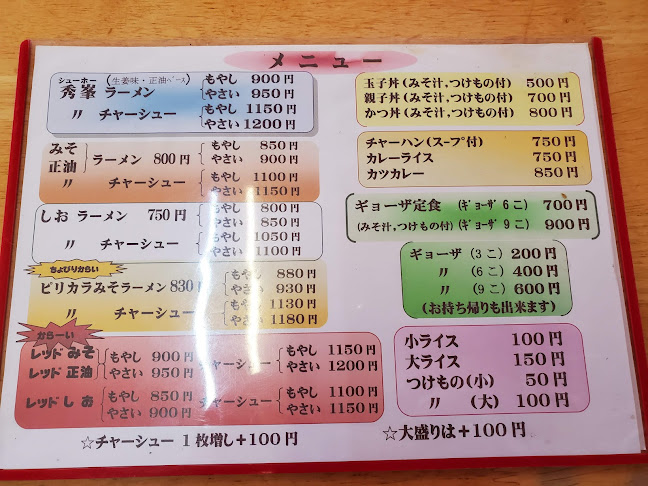 メニュー
シューホー (生姜味・正油ベース)
秀峯 ラーメン もやし 900円
やさい 950円
〃 チャーシュー もやし 1150円
やさい 1200円
みそ
正油 ラーメン 800円 もやし 850円
やさい 900円
〃 チャーシュー もやし 1100円
やさい 1150円
しお ラーメン 750円 もやし 800円
やさい 850円
〃 チャーシュー もやし 1050円
やさい 1100円
ちょぴりからい
ピリカラみそラーメン 830円 もやし 880円
やさい 930円
〃 チャーシュー もやし 1130円
やさい 1180円
からーい
レッド みそ
レッド 正油 もやし 900円
やさい 950円
チャーシュー もやし 1150円
やさい 1200円
レッド しお もやし 850円
やさい 900円
チャーシュー もやし 1100円
やさい 1150円
☆チャーシュー 1枚増し+100円
玉子丼(みそ汁,つけもの付) 500円
親子丼(みそ汁,つけもの付) 700円
かつ丼(みそ汁,つけもの付) 800円
チャーハン(スープ付) 750円
カレーライス 750円
カツカレー 850円
ギョーザ定食 (ギョーザ 6こ) 700円
(みそ汁,つけもの付) (ギョーザ 9こ) 900円
ギョーザ (3こ) 200円
〃 (6こ) 400円
〃 (9こ) 600円
(お持ち帰りも出来ます)
小ライス 100円
大ライス 150円
つけもの(小) 50円
〃 (大) 100円
☆大盛りは+100円